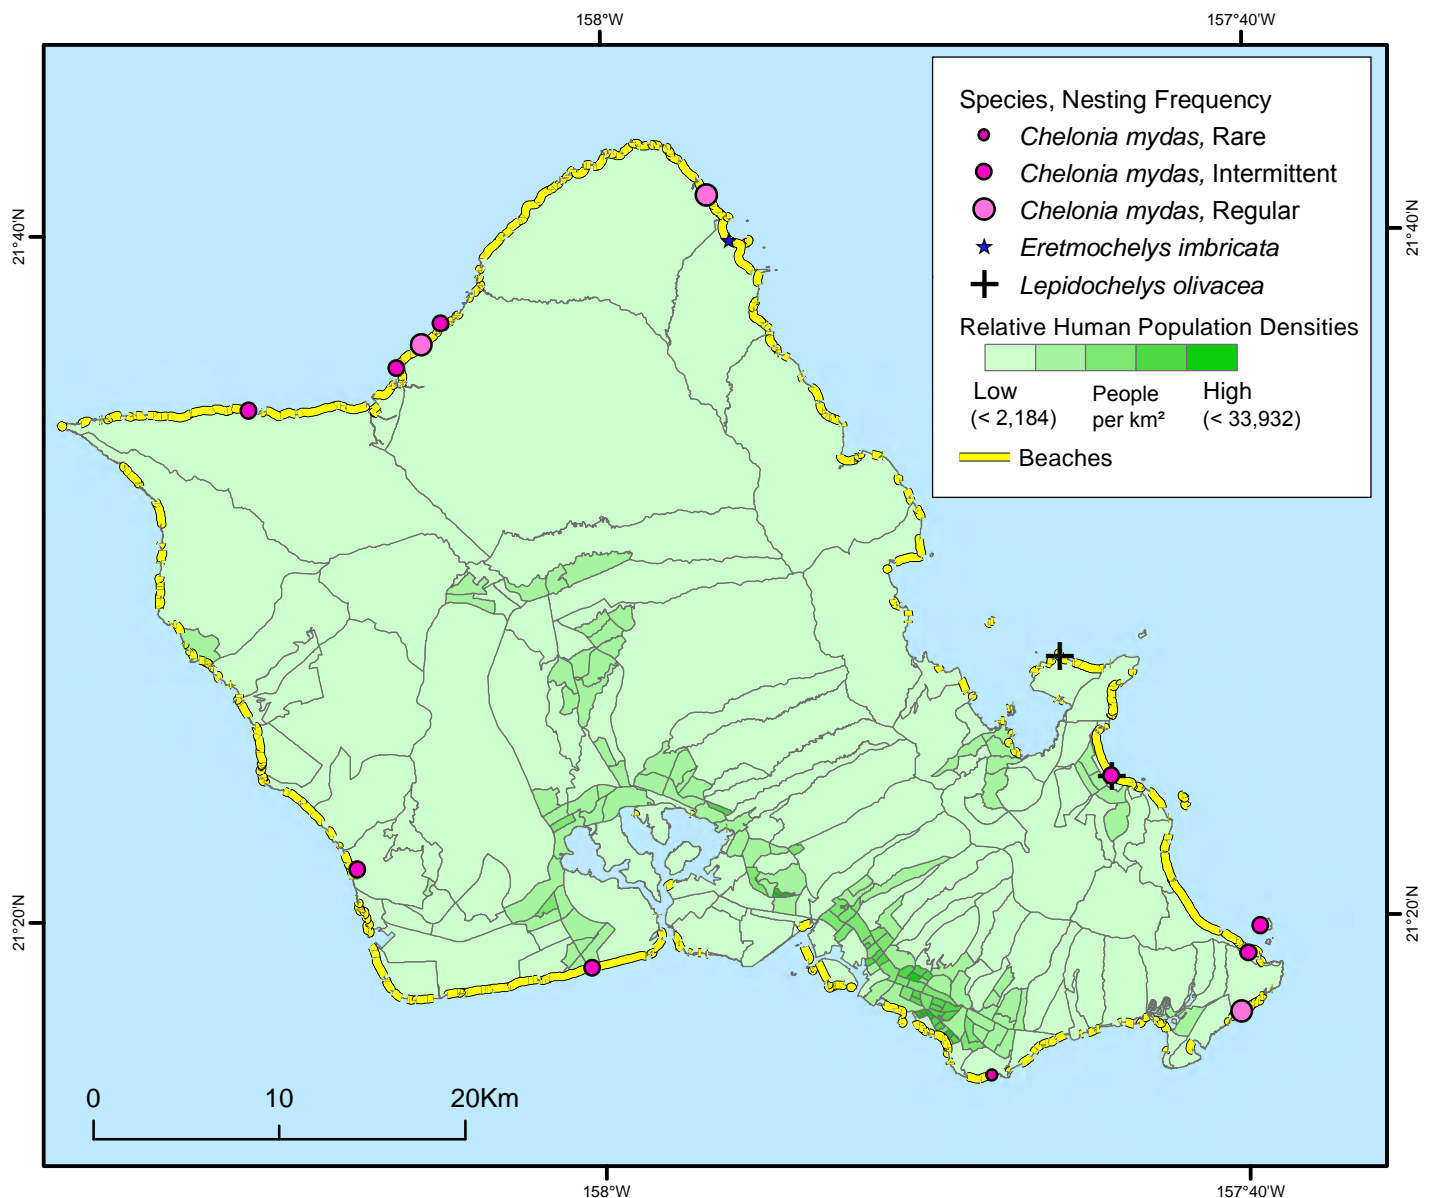 158°W
157°40'W
21°40'N
21°40'N
Species, Nesting Frequency
Chelonia mydas, Rare
Chelonia mydas, Intermittent
Chelonia mydas, Regular
Eretmochelys imbricata
Lepidochelys olivacea
Relative Human Population Densities
Low People High
(< 2,184) per km² (< 33,932)
Beaches
21°20'N
21°20'N
0 10 20Km
158°W
157°40'W